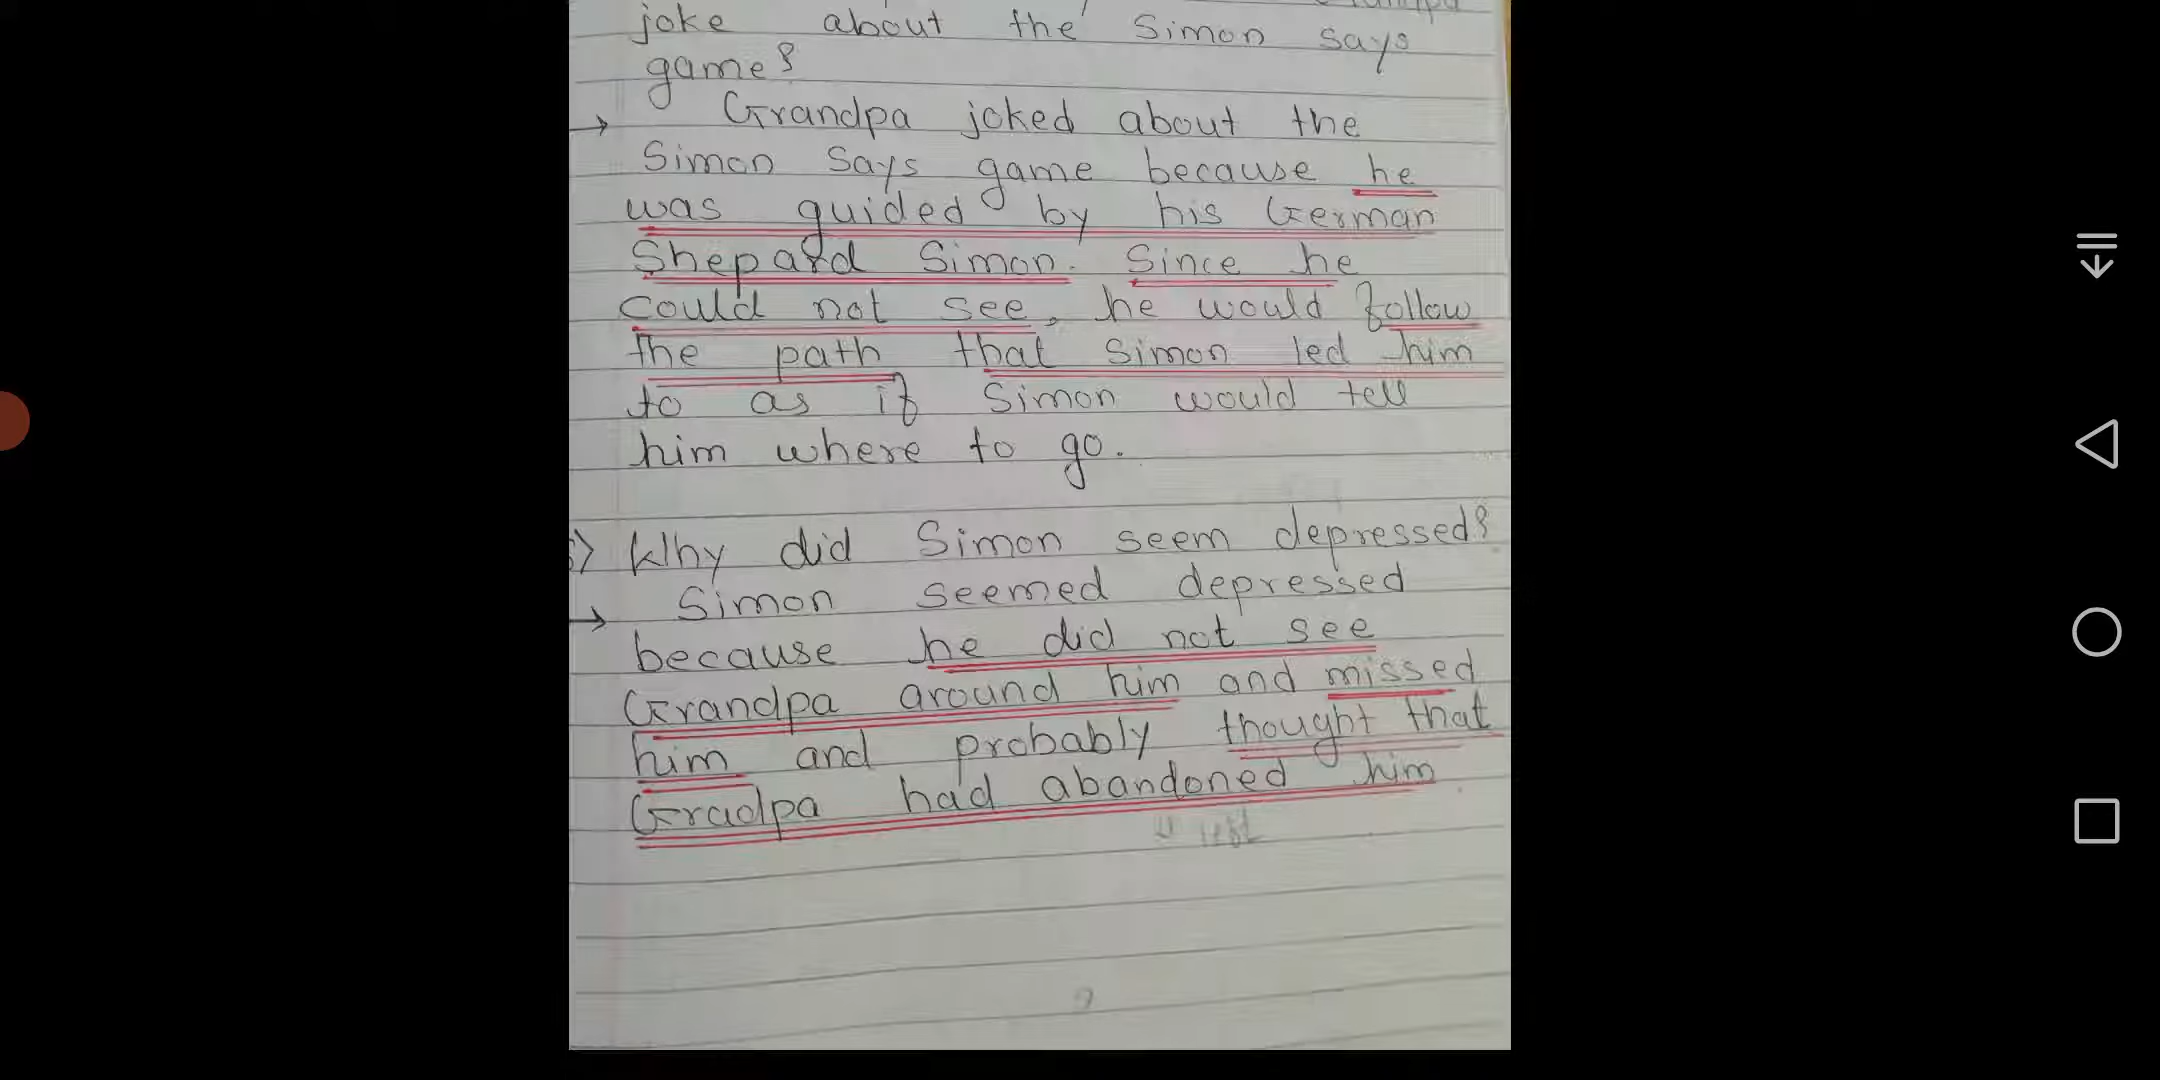 joke about the Simon says
game?
→ Grandpa joked about the
Simon Says game because he
was guided by his German
Shepard Simon. Since he
could not see, he would follow
the path that Simon led him
to as if Simon would tell
him where to go.
) Why did Simon seem depressed?
→ Simon seemed depressed
because he did not see
Grandpa around him and missed
him and probably thought that
Gradpa had abandoned him